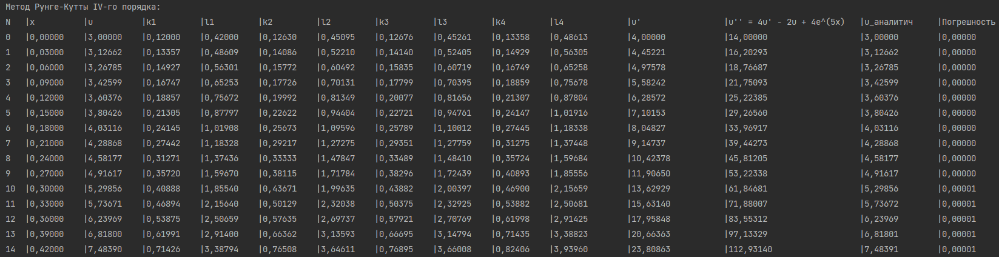 Метод Рунге-Кутты IV-го порядка:
N |x |u |k1 |l1 |k2 |l2 |k3 |l3 |k4 |l4 |u' |u'' = 4u' - 2u + 4e^(5x) |u_аналитич |Погрешность
0 |0,00000 |3,00000 |0,12000 |0,42000 |0,12630 |0,45095 |0,12676 |0,45261 |0,13358 |0,48613 |4,00000 |14,00000 |3,00000 |0,00000
1 |0,03000 |3,12662 |0,13357 |0,48609 |0,14086 |0,52210 |0,14140 |0,52405 |0,14929 |0,56305 |4,45221 |16,20293 |3,12662 |0,00000
2 |0,06000 |3,26785 |0,14927 |0,56301 |0,15772 |0,60492 |0,15835 |0,60719 |0,16749 |0,65258 |4,97578 |18,76687 |3,26785 |0,00000
3 |0,09000 |3,42599 |0,16747 |0,65253 |0,17726 |0,70131 |0,17799 |0,70395 |0,18859 |0,75678 |5,58242 |21,75093 |3,42599 |0,00000
4 |0,12000 |3,60376 |0,18857 |0,75672 |0,19992 |0,81349 |0,20077 |0,81656 |0,21307 |0,87804 |6,28572 |25,22385 |3,60376 |0,00000
5 |0,15000 |3,80426 |0,21305 |0,87797 |0,22622 |0,94404 |0,22721 |0,94761 |0,24147 |1,01916 |7,10153 |29,26560 |3,80426 |0,00000
6 |0,18000 |4,03116 |0,24145 |1,01908 |0,25673 |1,09596 |0,25789 |1,10012 |0,27445 |1,18338 |8,04827 |33,96917 |4,03116 |0,00000
7 |0,21000 |4,28868 |0,27442 |1,18328 |0,29217 |1,27275 |0,29351 |1,27759 |0,31275 |1,37448 |9,14737 |39,44273 |4,28868 |0,00000
8 |0,24000 |4,58177 |0,31271 |1,37436 |0,33333 |1,47847 |0,33489 |1,48410 |0,35724 |1,59684 |10,42378 |45,81205 |4,58177 |0,00000
9 |0,27000 |4,91617 |0,35720 |1,59670 |0,38115 |1,71784 |0,38296 |1,72439 |0,40893 |1,85556 |11,90650 |53,22338 |4,91617 |0,00000
10 |0,30000 |5,29856 |0,40888 |1,85540 |0,43671 |1,99635 |0,43882 |2,00397 |0,46900 |2,15659 |13,62929 |61,84681 |5,29856 |0,00001
11 |0,33000 |5,73671 |0,46894 |2,15640 |0,50129 |2,32038 |0,50375 |2,32925 |0,53882 |2,50681 |15,63140 |71,88007 |5,73672 |0,00001
12 |0,36000 |6,23969 |0,53875 |2,50659 |0,57635 |2,69737 |0,57921 |2,70769 |0,61998 |2,91425 |17,95848 |83,55312 |6,23969 |0,00001
13 |0,39000 |6,81800 |0,61991 |2,91400 |0,66362 |3,13593 |0,66695 |3,14794 |0,71435 |3,38823 |20,66363 |97,13329 |6,81801 |0,00001
14 |0,42000 |7,48390 |0,71426 |3,38794 |0,76508 |3,64611 |0,76895 |3,66008 |0,82406 |3,93960 |23,80863 |112,93140 |7,48391 |0,00001